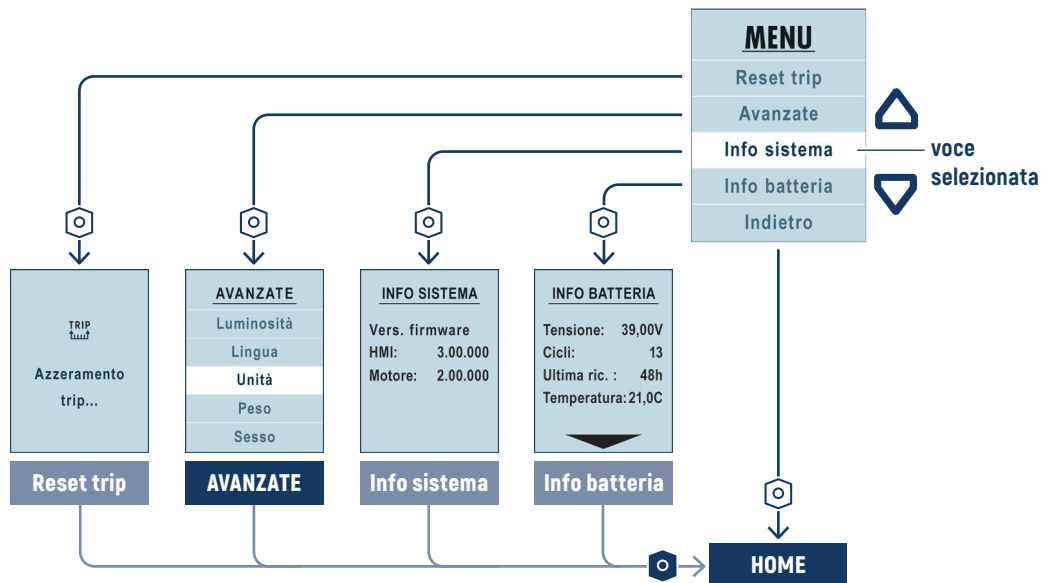 MENU
Reset trip
Avanzate
Info sistema
Info batteria
Indietro
voce
selezionata
TRIP
Azzeramento
trip...
Reset trip
AVANZATE
Luminosità
Lingua
Unità
Peso
Sesso
AVANZATE
INFO SISTEMA
Vers. firmware
HMI: 3.00.000
Motore: 2.00.000
Info sistema
INFO BATTERIA
Tensione: 39,00V
Cicli: 13
Ultima ric. : 48h
Temperatura: 21,0C
Info batteria
HOME